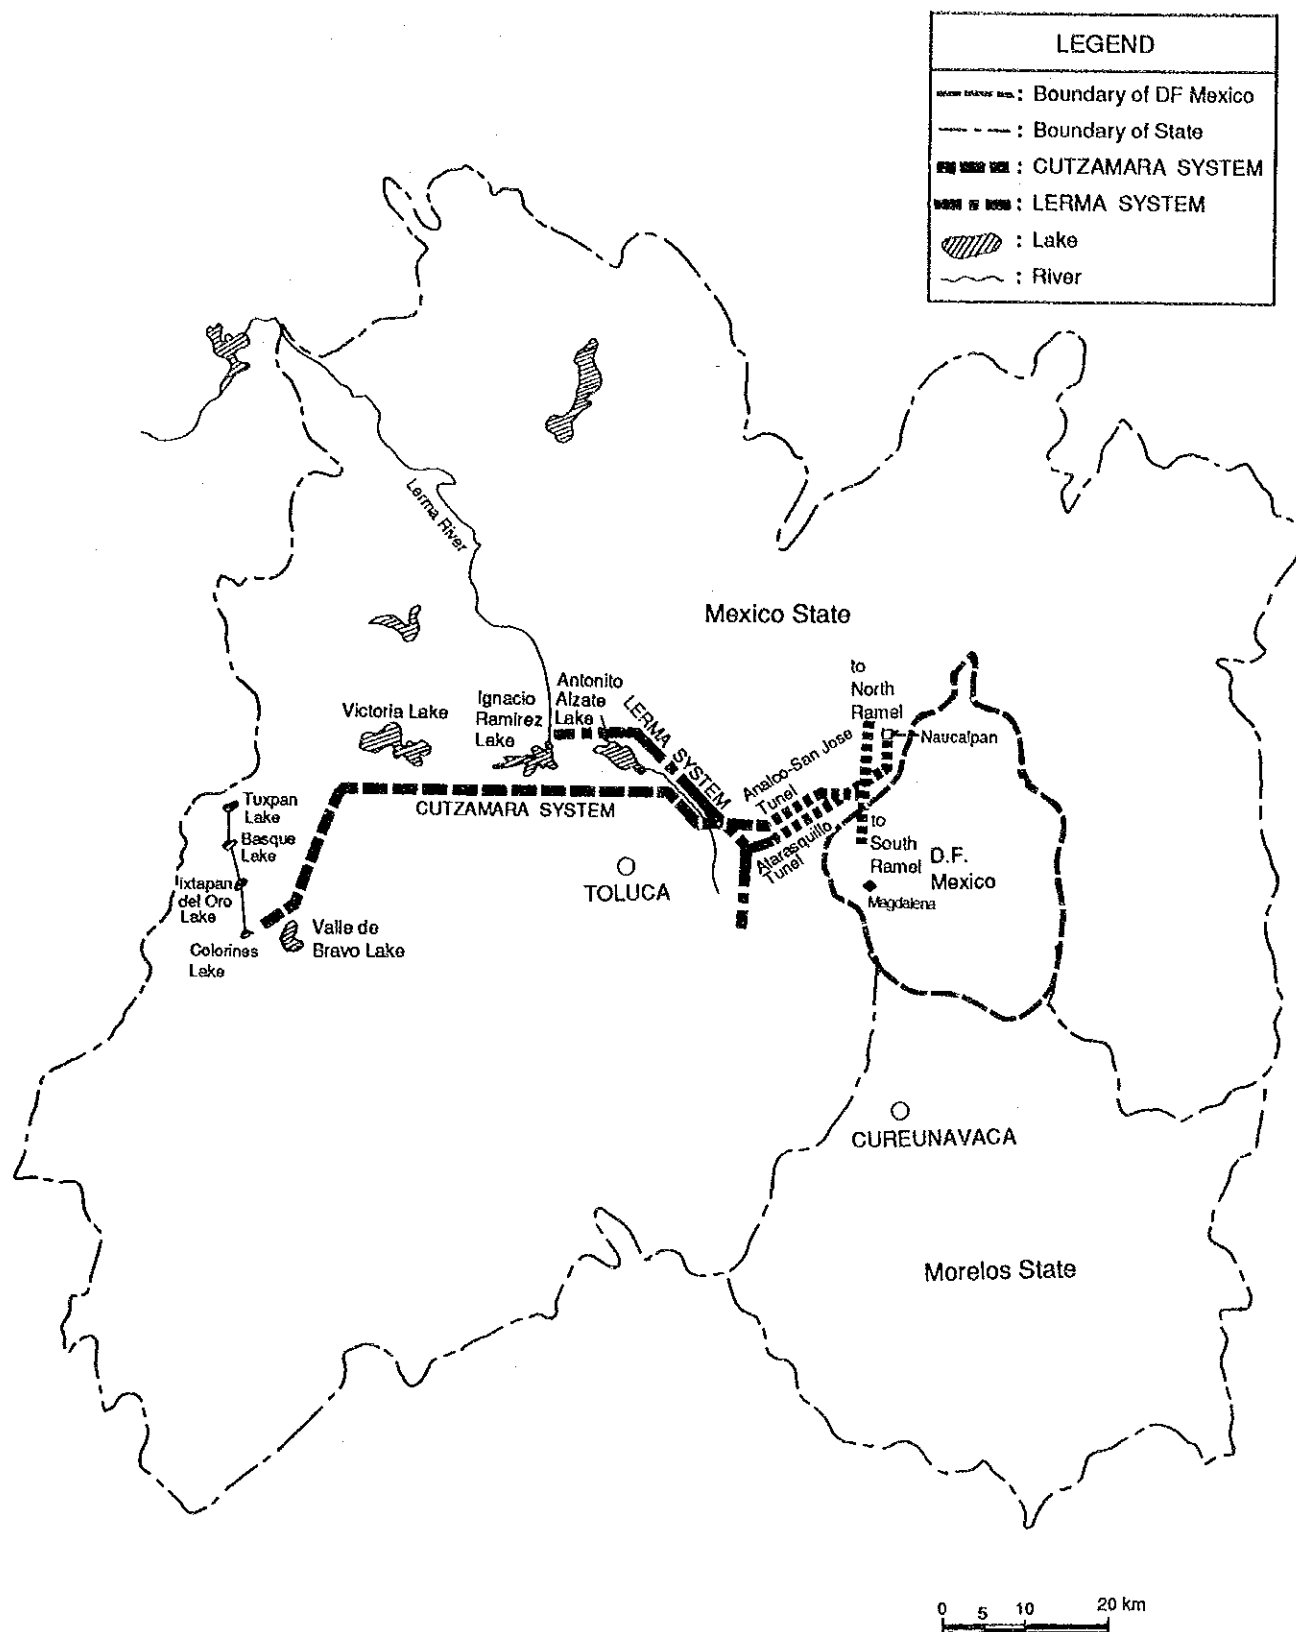 LEGEND
: Boundary of DF Mexico
: Boundary of State
: CUTZAMARA SYSTEM
: LERMA SYSTEM
: Lake
: River
Lerma River
Mexico State
to
North
Ramel
Naucalpan
Antonito
Alzate
Lake
Ignacio
Ramirez
Lake
Victoria Lake
LERMA SYSTEM
Analco-San Jose
Tunel
Atarasquillo
Tunel
CUTZAMARA SYSTEM
Tuxpan
Lake
Basque
Lake
Ixtapan
del Oro
Lake
Colorines
Lake
Valle de
Bravo Lake
TOLUCA
to
South
Ramel
D.F.
Mexico
Magdalena
CUREUNAVACA
Morelos State
0 5 10 20 km